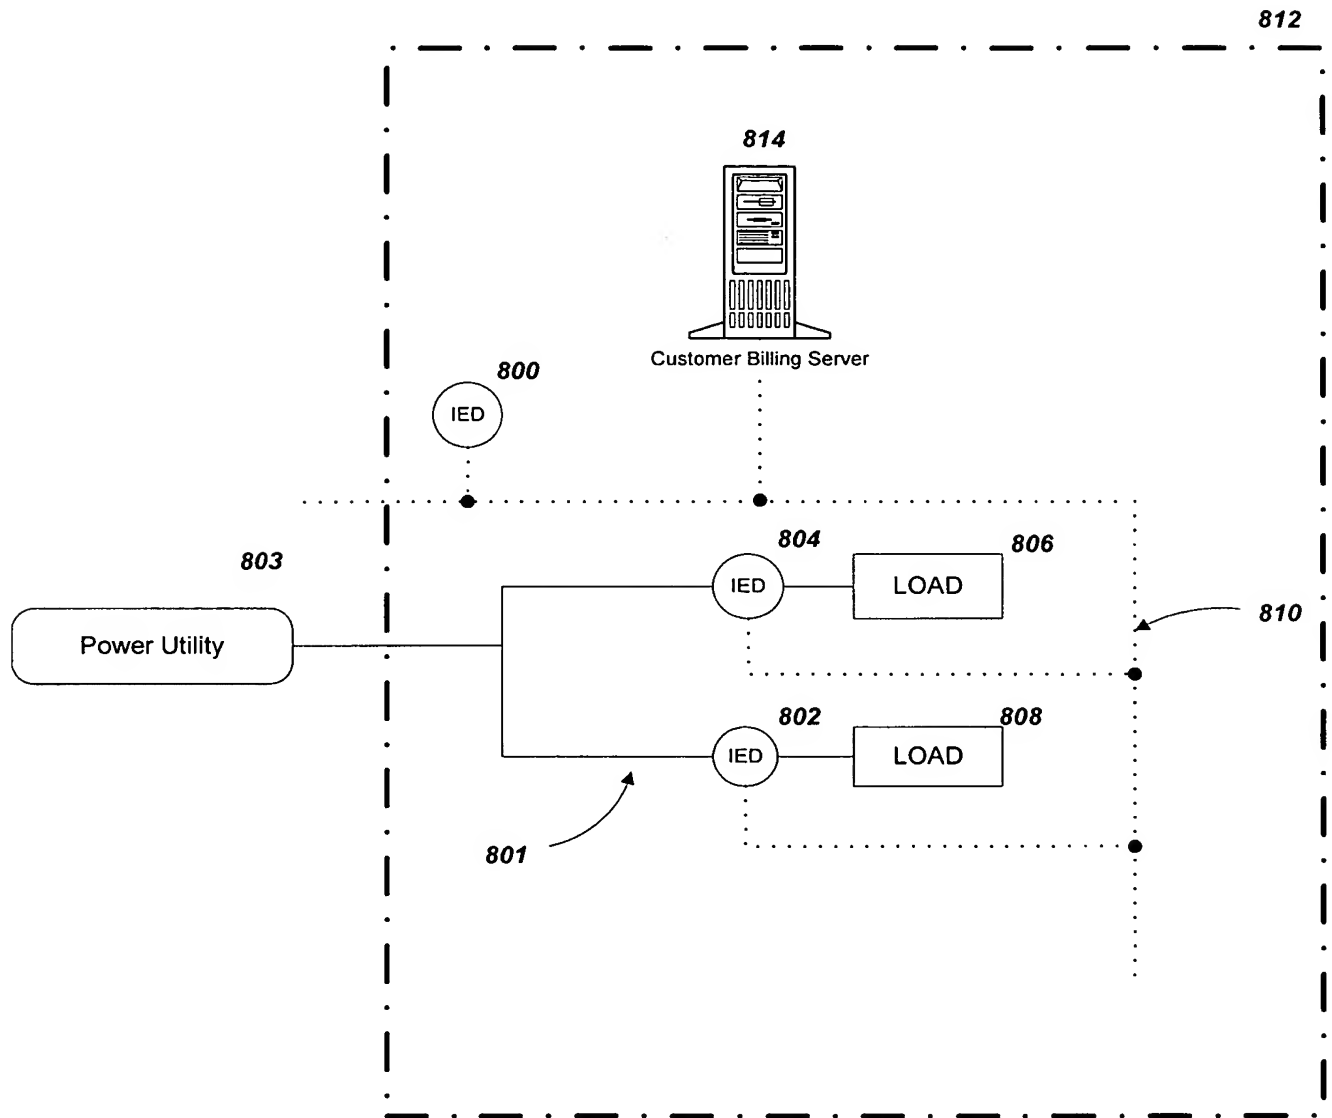 812
814
Customer Billing Server
800
IED
804
806
803
IED
LOAD
810
Power Utility
802
808
IED
LOAD
801